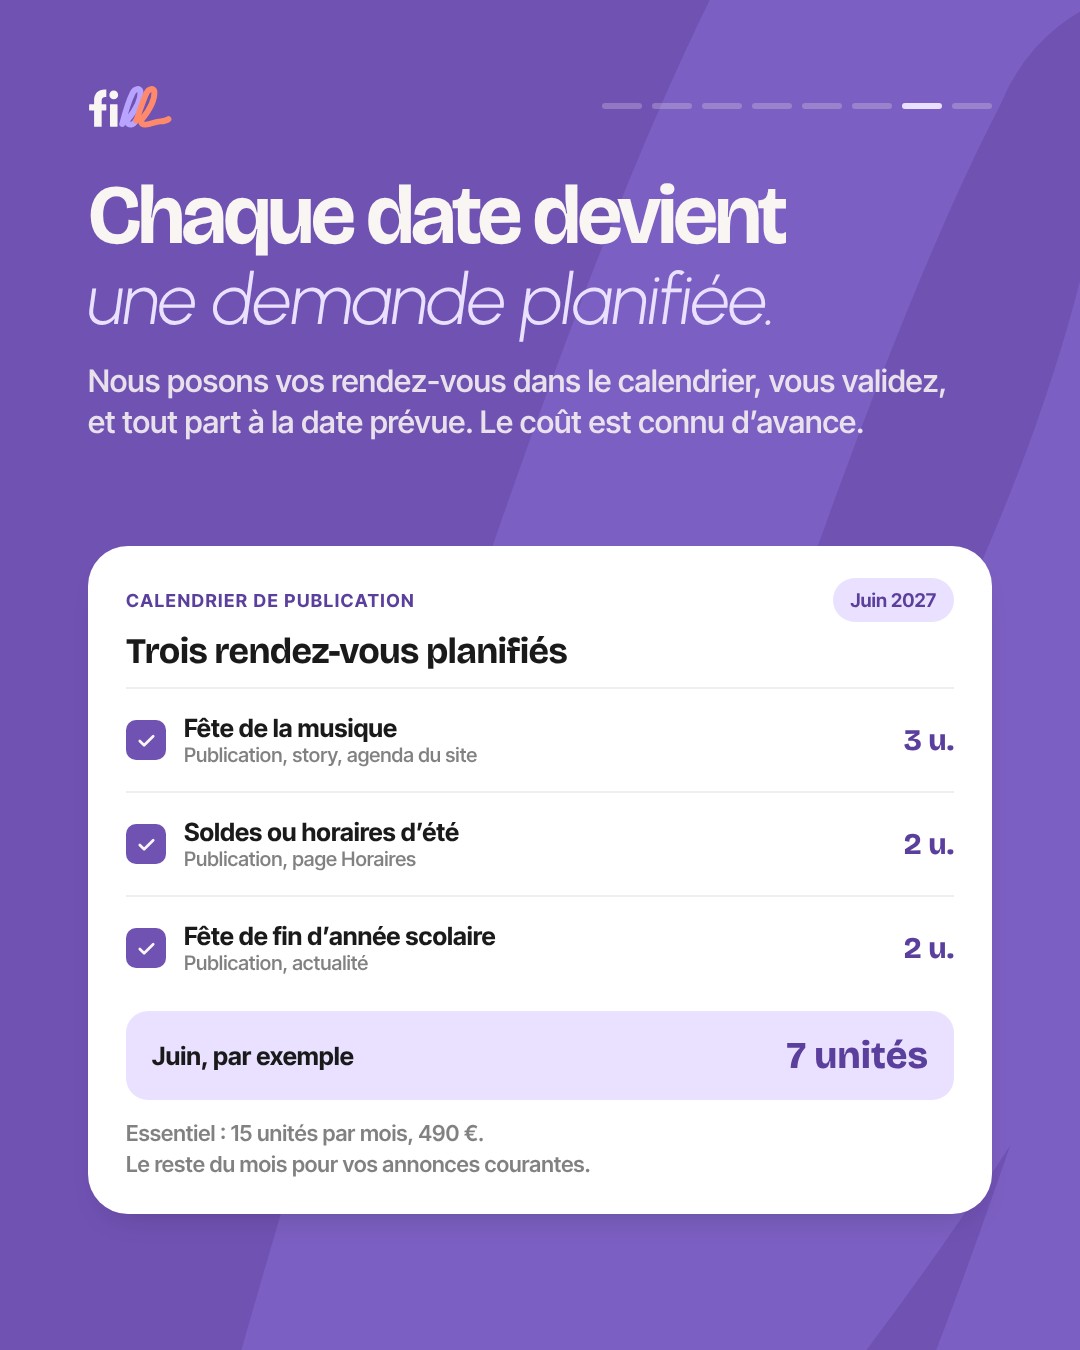 fill
Chaque date devient
une demande planifiée.
Nous posons vos rendez-vous dans le calendrier, vous validez,
et tout part à la date prévue. Le coût est connu d’avance.
CALENDRIER DE PUBLICATION
Juin 2027
Trois rendez-vous planifiés
Fête de la musique
Publication, story, agenda du site
3 u.
Soldes ou horaires d’été
Publication, page Horaires
2 u.
Fête de fin d’année scolaire
Publication, actualité
2 u.
Juin, par exemple
7 unités
Essentiel : 15 unités par mois, 490 €.
Le reste du mois pour vos annonces courantes.